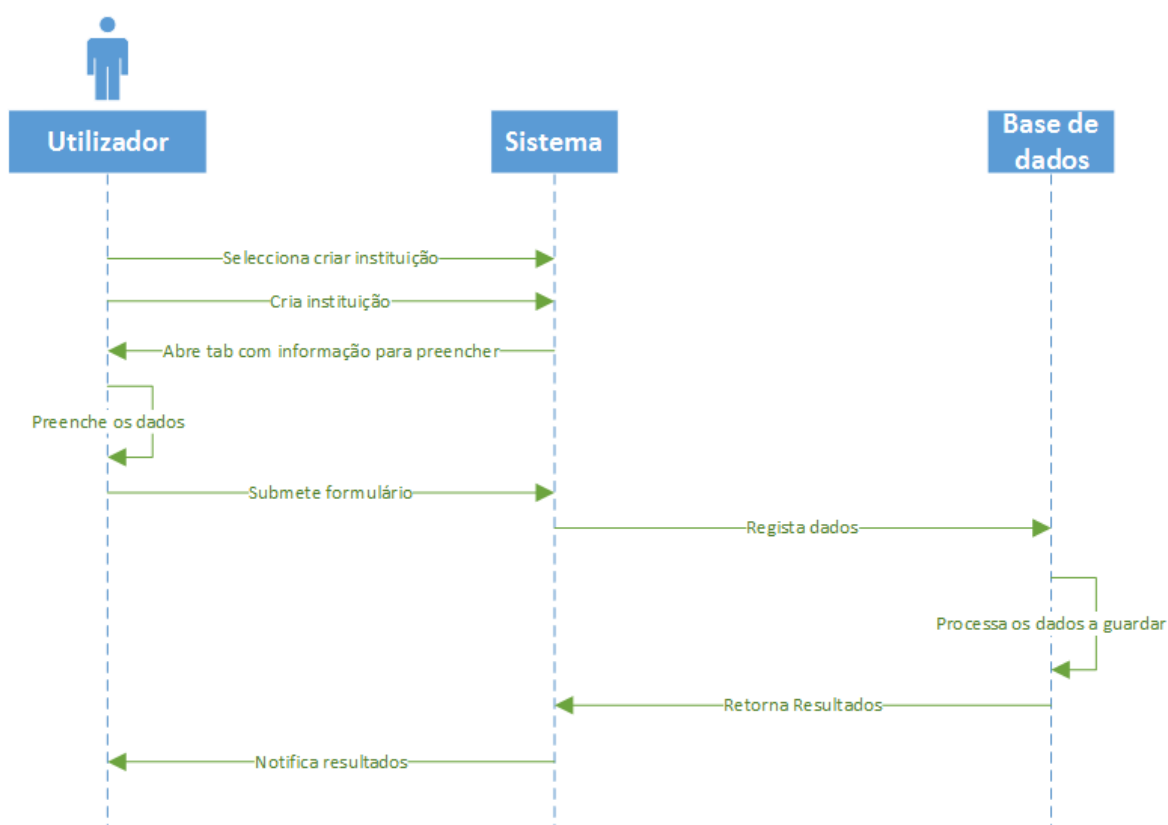 Utilizador
Sistema
Base de
dados
Selecciona criar instituição
Cria instituição
Abre tab com informação para preencher
Preenche os dados
Submete formulário
Regista dados
Processa os dados a guardar
Retorna Resultados
Notifica resultados